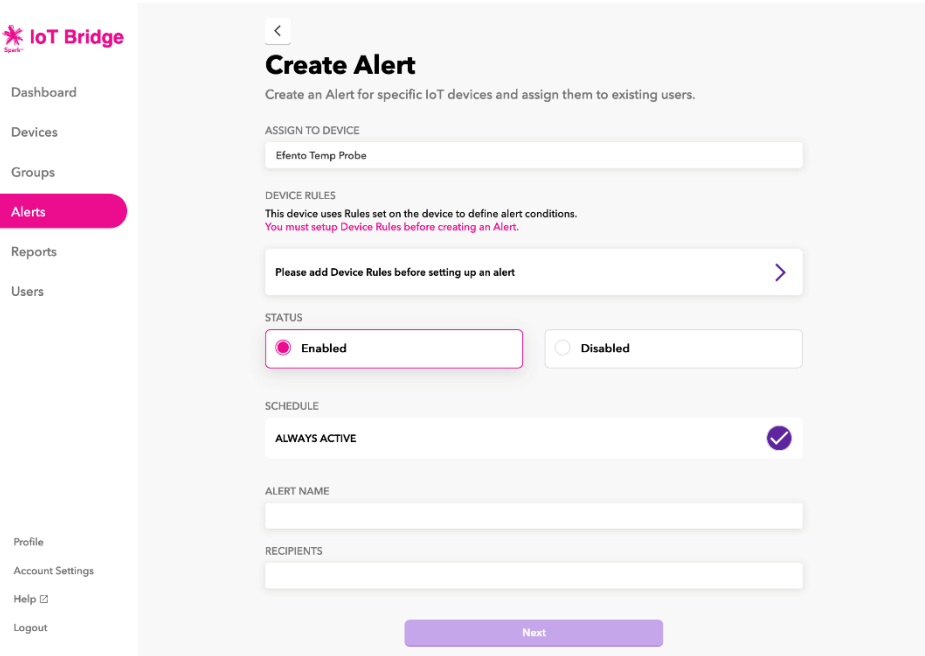 Spark
IoT Bridge
Dashboard
Devices
Groups
Alerts
Reports
Users
Profile
Account Settings
Help
Logout
Create Alert
Create an Alert for specific IoT devices and assign them to existing users.
ASSIGN TO DEVICE
Efento Temp Probe
DEVICE RULES
This device uses Rules set on the device to define alert conditions.
You must setup Device Rules before creating an Alert.
Please add Device Rules before setting up an alert
STATUS
Enabled
Disabled
SCHEDULE
ALWAYS ACTIVE
ALERT NAME
RECIPIENTS
Next